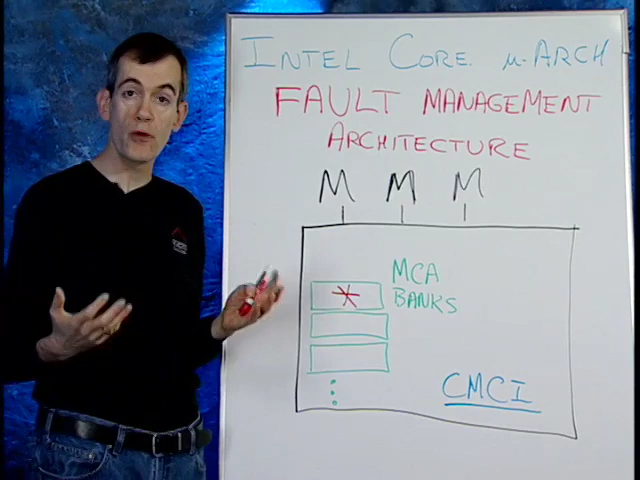 INTEL CORE μ-ARCH
FAULT MANAGEMENT
ARCHITECTURE
M M M
MCA
BANKS
CMCI